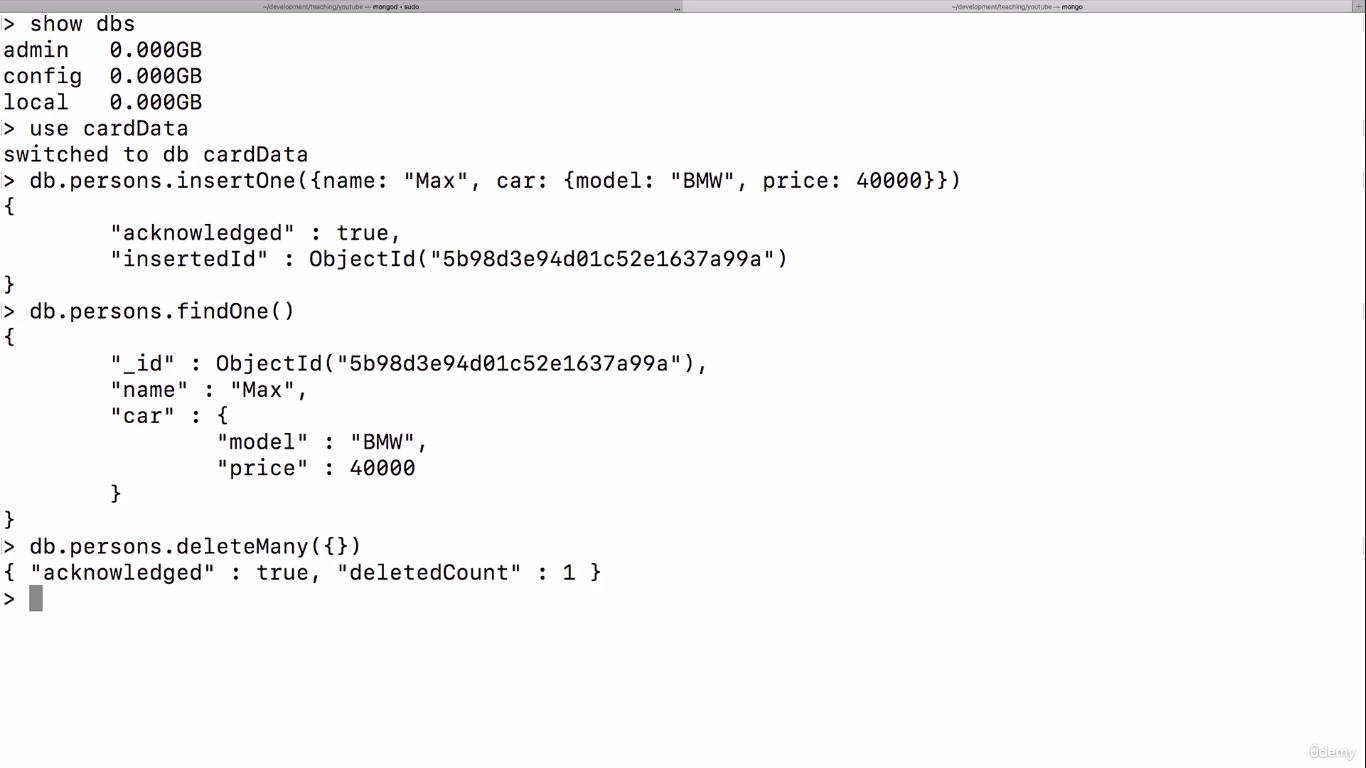 ~/development/teaching/youtube — mongod • sudo ... ~/development/teaching/youtube — mongo +
> show dbs
admin   0.000GB
config  0.000GB
local   0.000GB
> use cardData
switched to db cardData
> db.persons.insertOne({name: "Max", car: {model: "BMW", price: 40000}})
{
        "acknowledged" : true,
        "insertedId" : ObjectId("5b98d3e94d01c52e1637a99a")
}
> db.persons.findOne()
{
        "_id" : ObjectId("5b98d3e94d01c52e1637a99a"),
        "name" : "Max",
        "car" : {
                "model" : "BMW",
                "price" : 40000
        }
}
> db.persons.deleteMany({})
{ "acknowledged" : true, "deletedCount" : 1 }
>
ûdemy